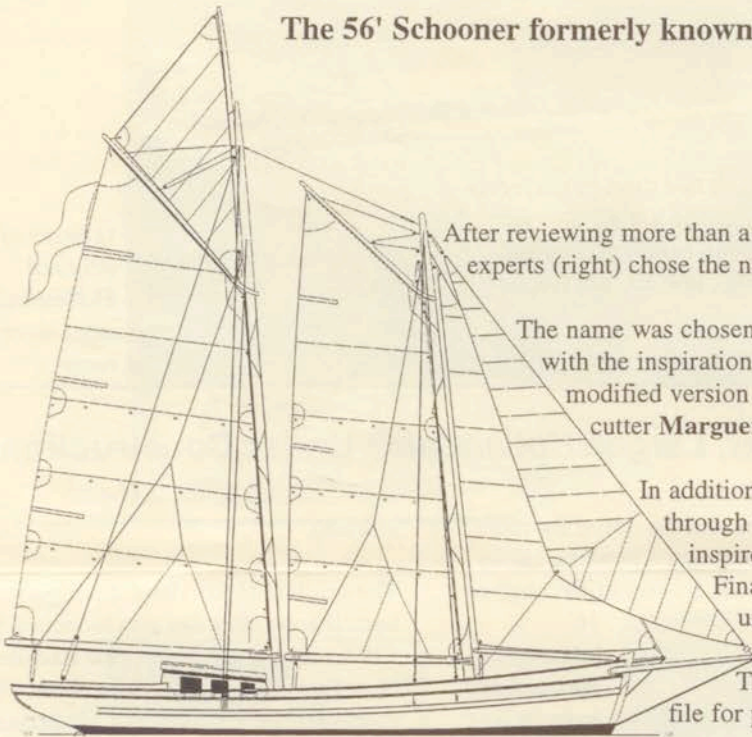 The 56' Schooner formerly known
After reviewing more than a
experts (right) chose the n
The name was chosen
with the inspiration
modified version
cutter Margue
In addition
through
inspire
Fina
u
T
file for p